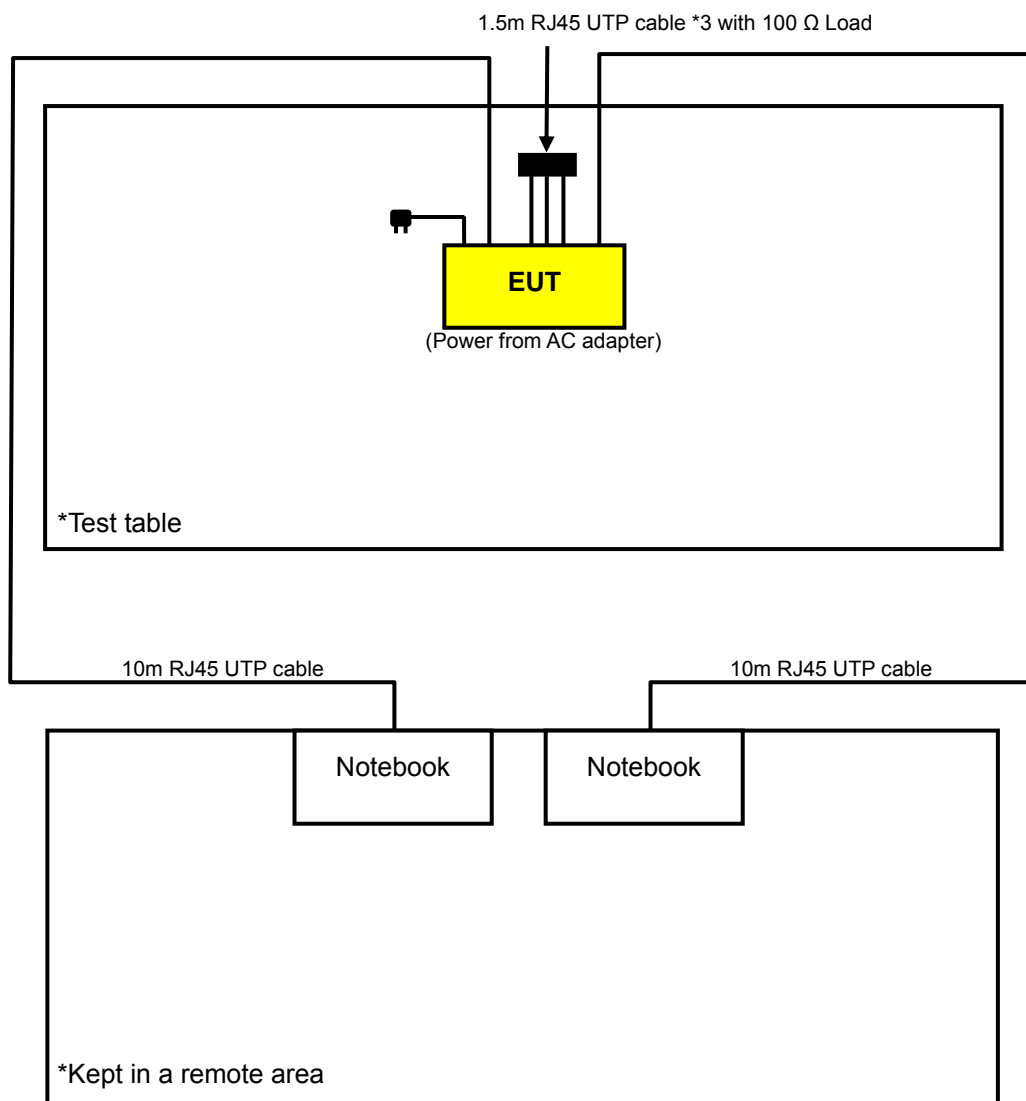 1.5m RJ45 UTP cable *3 with 100 Ω Load
EUT
(Power from AC adapter)
*Test table
10m RJ45 UTP cable
10m RJ45 UTP cable
Notebook
Notebook
*Kept in a remote area